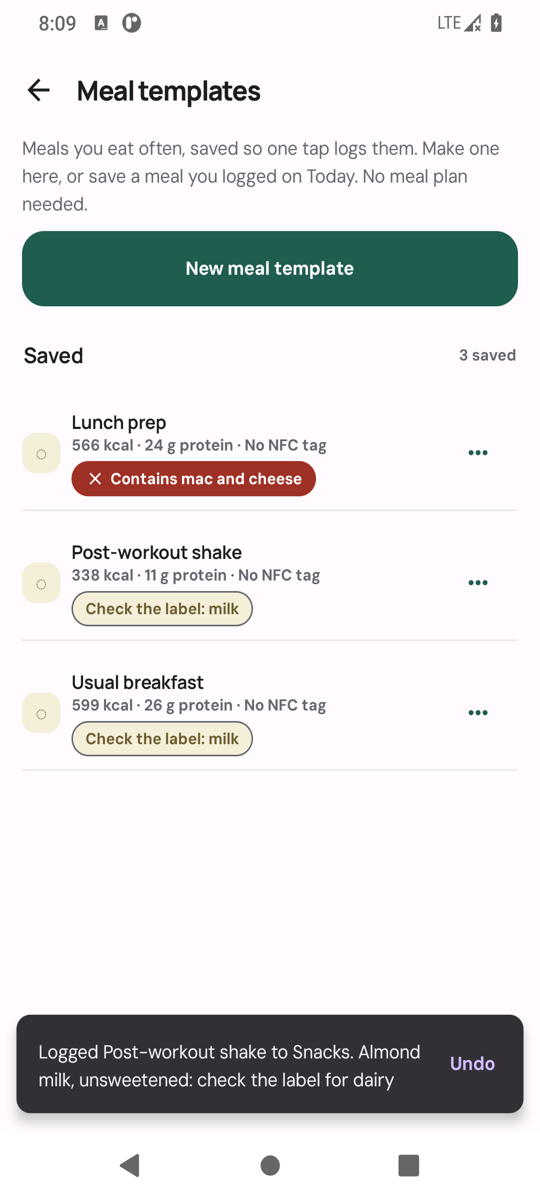 8:09
LTE
Meal templates
Meals you eat often, saved so one tap logs them. Make one
here, or save a meal you logged on Today. No meal plan
needed.
New meal template
Saved
3 saved
Lunch prep
566 kcal · 24 g protein · No NFC tag
Contains mac and cheese
Post-workout shake
338 kcal · 11 g protein · No NFC tag
Check the label: milk
Usual breakfast
599 kcal · 26 g protein · No NFC tag
Check the label: milk
Logged Post-workout shake to Snacks. Almond
milk, unsweetened: check the label for dairy
Undo